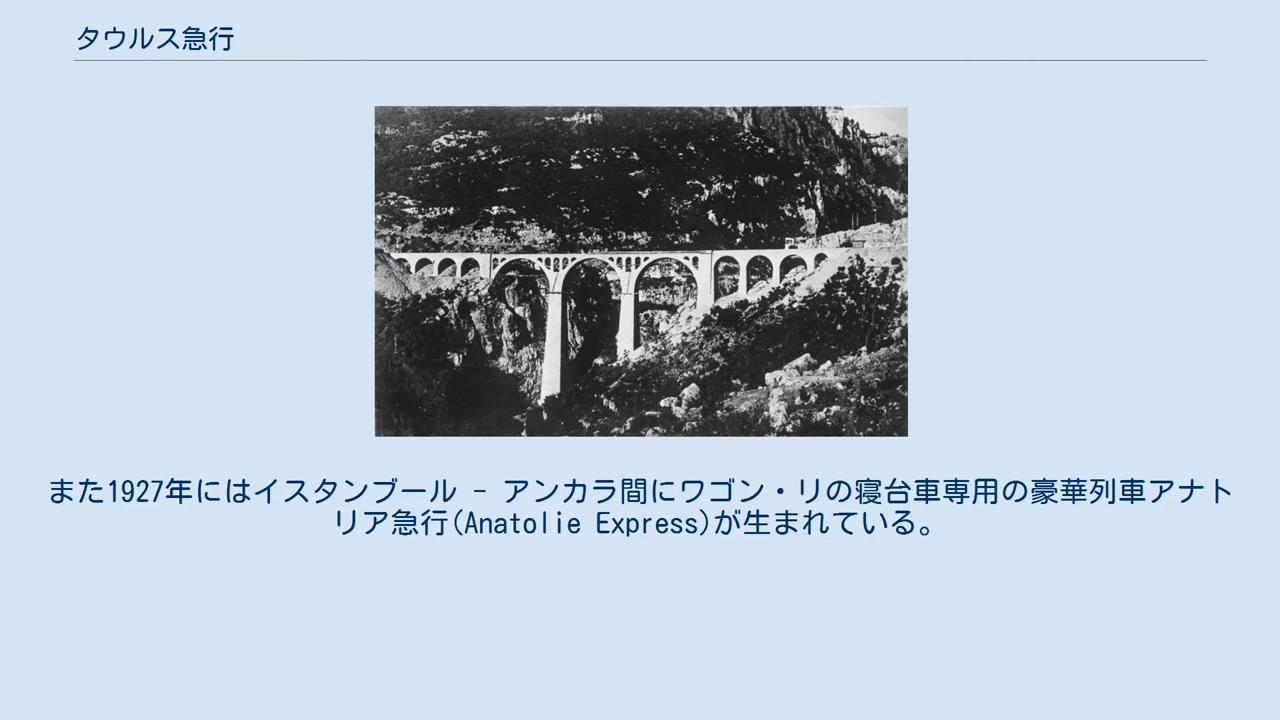 タウルス急行
また1927年にはイスタンブール - アンカラ間にワゴン・リの寝台車専用の豪華列車アナト
リア急行(Anatolie Express)が生まれている。